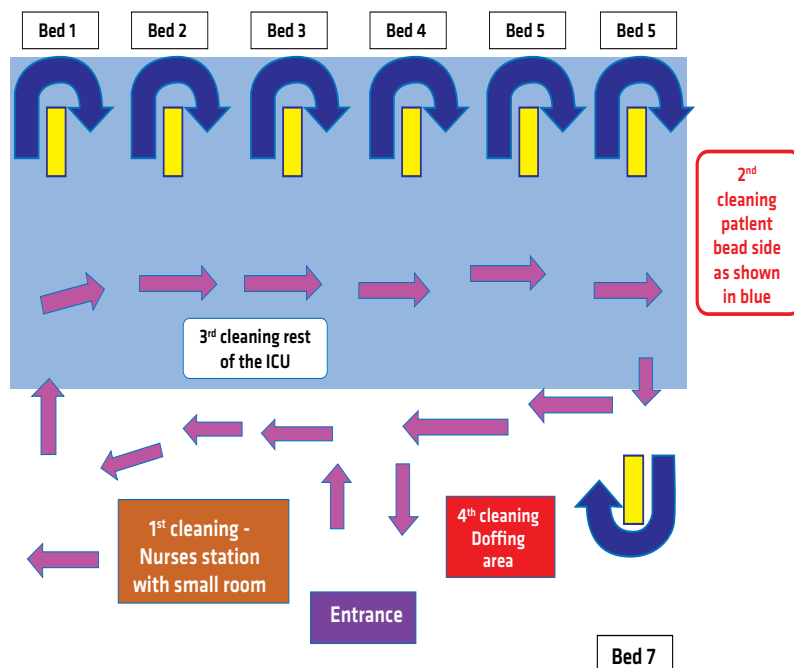 Bed 1
Bed 2
Bed 3
Bed 4
Bed 5
Bed 5
2nd
cleaning
patlent
bead side
as shown
in blue
3rd cleaning rest
of the ICU
1st cleaning -
Nurses station
with small room
4th cleaning
Doffing
area
Entrance
Bed 7